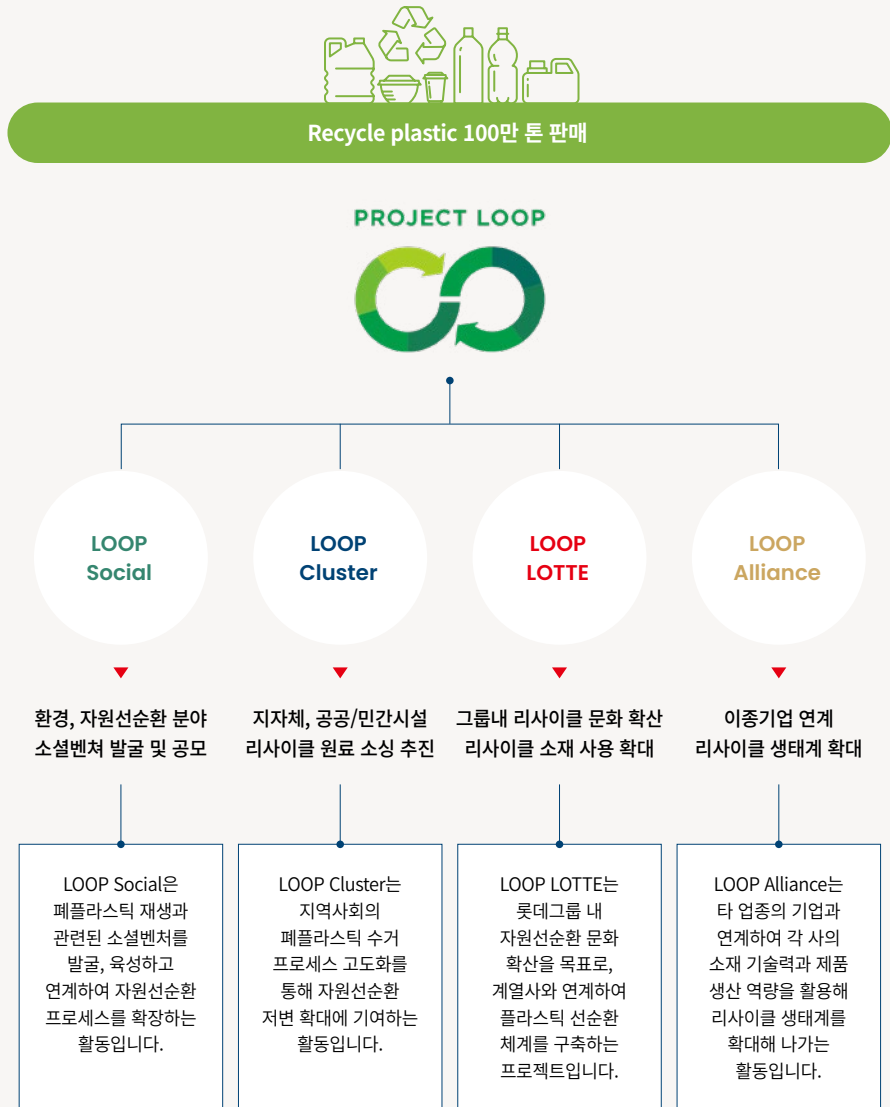 Recycle plastic 100만 톤 판매
PROJECT LOOP
LOOP
Social
환경, 자원선순환 분야
소셜벤쳐 발굴 및 공모
LOOP Social은
폐플라스틱 재생과
관련된 소셜벤처를
발굴, 육성하고
연계하여 자원선순환
프로세스를 확장하는
활동입니다.
LOOP
Cluster
지자체, 공공/민간시설
리사이클 원료 소싱 추진
LOOP Cluster는
지역사회의
폐플라스틱 수거
프로세스 고도화를
통해 자원선순환
저변 확대에 기여하는
활동입니다.
LOOP
LOTTE
그룹내 리사이클 문화 확산
리사이클 소재 사용 확대
LOOP LOTTE는
롯데그룹 내
자원선순환 문화
확산을 목표로,
계열사와 연계하여
플라스틱 선순환
체계를 구축하는
프로젝트입니다.
LOOP
Alliance
이종기업 연계
리사이클 생태계 확대
LOOP Alliance는
타 업종의 기업과
연계하여 각 사의
소재 기술력과 제품
생산 역량을 활용해
리사이클 생태계를
확대해 나가는
활동입니다.